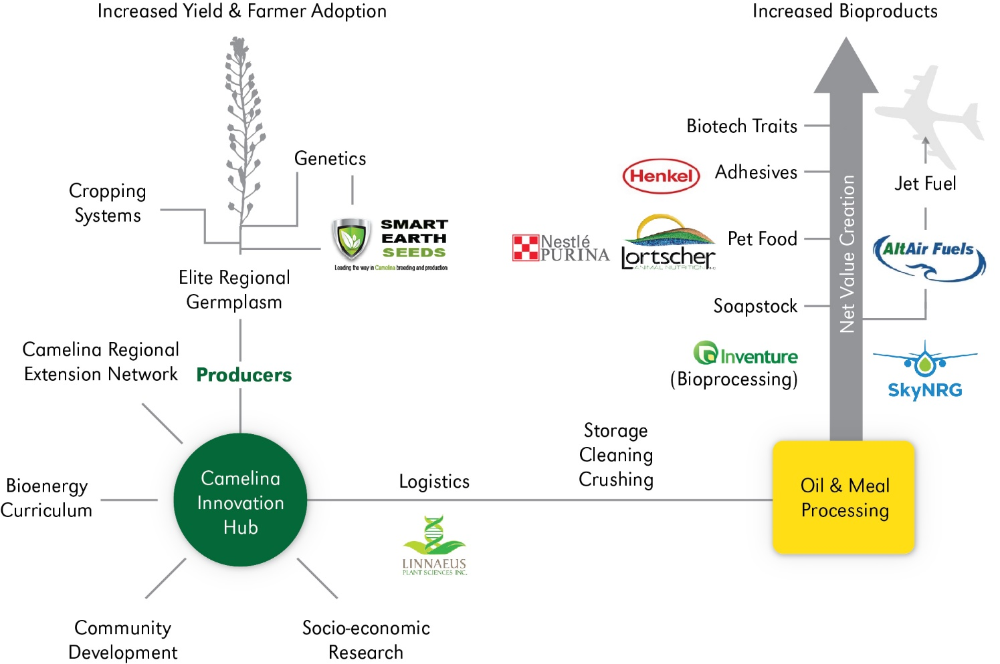 Increased Yield & Farmer Adoption
Increased Bioproducts
Genetics
Cropping
Systems
SMART
EARTH
SEEDS
Leading the way in Camelina breeding and production
Elite Regional
Germplasm
Camelina Regional
Extension Network
Producers
Camelina
Innovation
Hub
Bioenergy
Curriculum
Community
Development
Socio-economic
Research
Logistics
LINNAEUS
PLANT SCIENCES INC.
Storage
Cleaning
Crushing
Oil & Meal
Processing
Net Value Creation
Biotech Traits
Henkel
Adhesives
Nestlé
PURINA
Lortscher
ANIMAL NUTRITION INC
Pet Food
Soapstock
Inventure
(Bioprocessing)
Jet Fuel
AltAir Fuels
SkyNRG